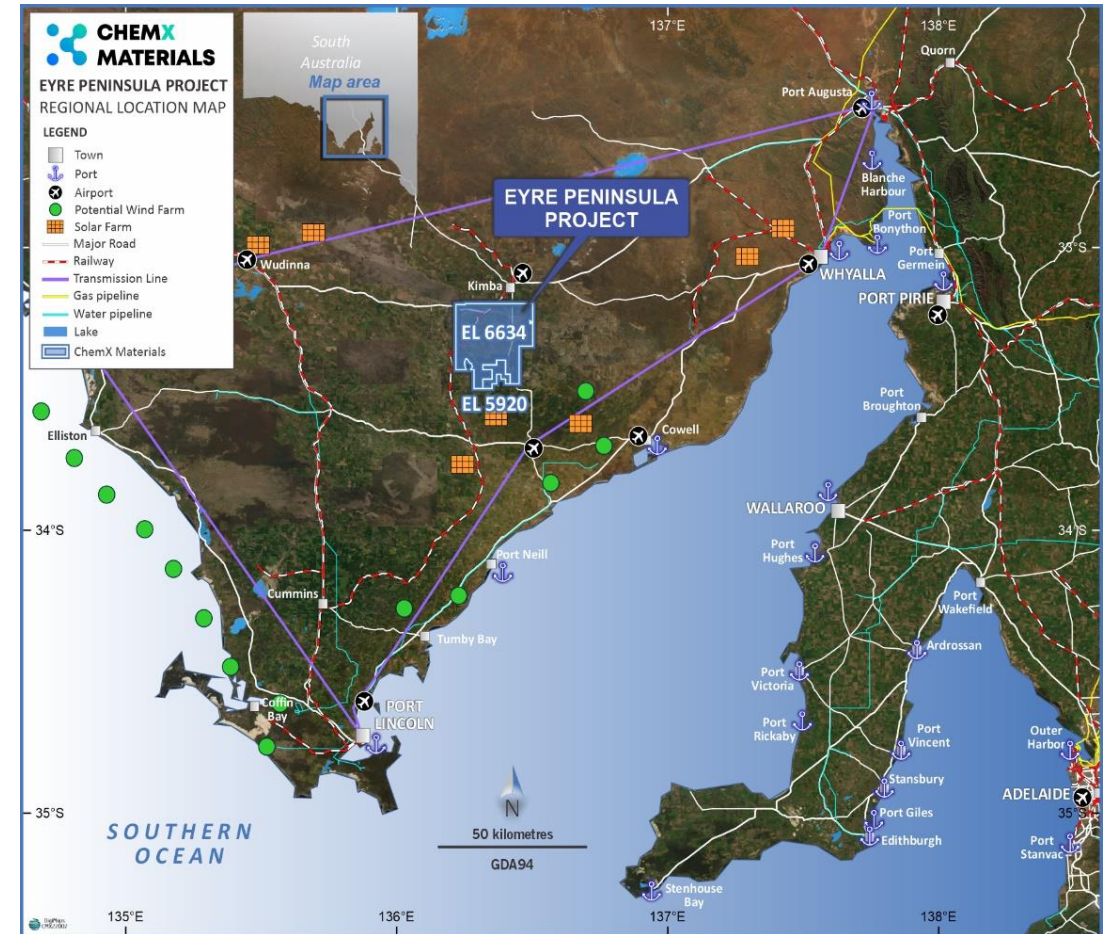 CHEMX
MATERIALS
EYRE PENINSULA PROJECT
REGIONAL LOCATION MAP
LEGEND
Town
Port
Airport
Potential Wind Farm
Solar Farm
Major Road
Railway
Transmission Line
Gas pipeline
Water pipeline
Lake
ChemX Materials
South
Australia
Map area
137°E
138°E
Quorn
Port Augusta
Blanche
Harbour
EYRE PENINSULA
PROJECT
Port
Bonython
33°S
Port
Germein
Wudinna
WHYALLA
Kimba
PORT PIRIE
EL 6634
EL 5920
Port
Broughton
Elliston
Cowell
WALLAROO
34°S
34°S
Port
Hughes
Port Neill
Cummins
Port
Wakefield
Tumby Bay
Ardrossan
Port
Victoria
Coffin
Bay
PORT
LINCOLN
Port
Rickaby
Port
Vincent
Outer
Harbor
Stansbury
ADELAIDE
35°S
35°S
Port Giles
Edithburgh
Port
Stanvac
N
50 kilometres
GDA94
SOUTHERN
OCEAN
Stenhouse
Bay
135°E
136°E
137°E
138°E